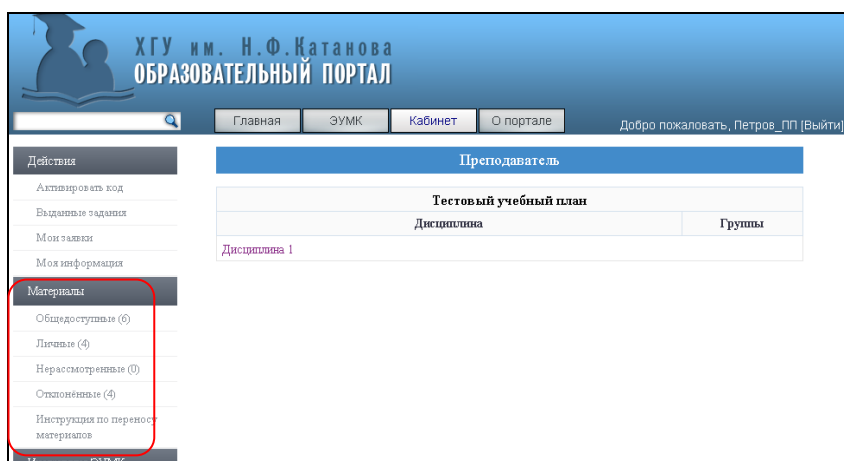 ХГУ им. Н.Ф.Катанова
ОБРАЗОВАТЕЛЬНЫЙ ПОРТАЛ
Главная ЭУМК Кабинет О портале
Добро пожаловать, Петров_ПП [Выйти]
Действия
Активировать код
Выданные задания
Мои заявки
Моя информация
Материалы
Общедоступные (6)
Личные (4)
Нерассмотренные (0)
Отклонённые (4)
Инструкция по переносу
материалов
Преподаватель
Тестовый учебный план
Дисциплина Группы
Дисциплина 1